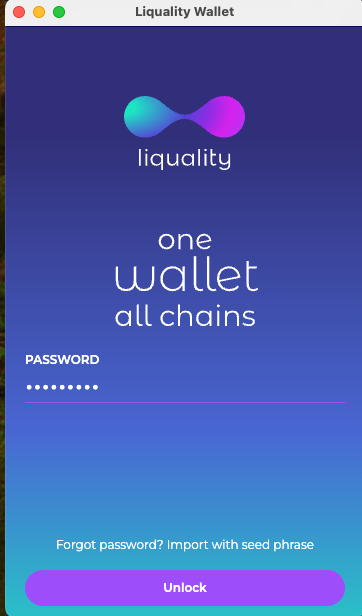 Liquality Wallet
liquality
one
wallet
all chains
PASSWORD
•••••••••
Forgot password? Import with seed phrase
Unlock